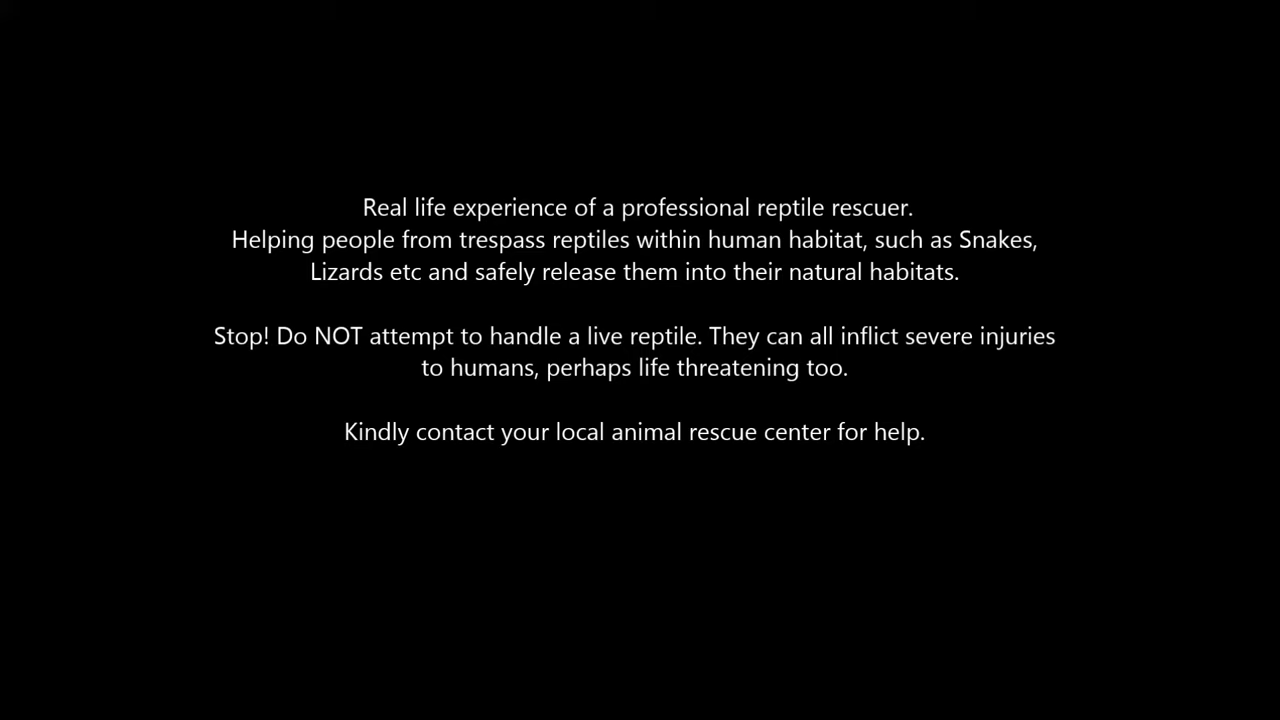 Real life experience of a professional reptile rescuer.
Helping people from trespass reptiles within human habitat, such as Snakes,
Lizards etc and safely release them into their natural habitats.
Stop! Do NOT attempt to handle a live reptile. They can all inflict severe injuries
to humans, perhaps life threatening too.
Kindly contact your local animal rescue center for help.